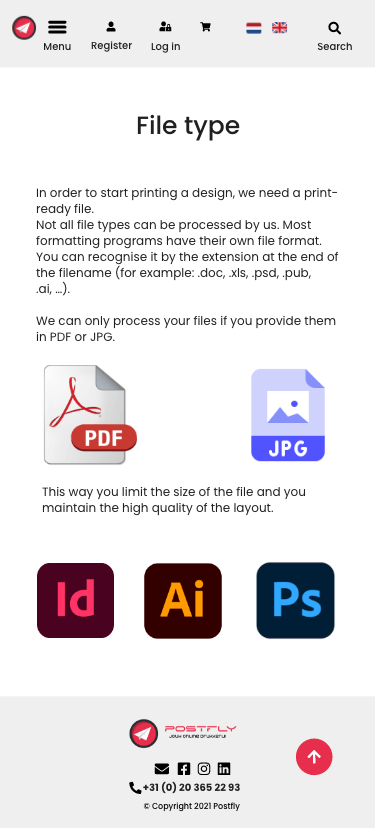 Menu
Register
Log in
Search
File type
In order to start printing a design, we need a print-
ready file.
Not all file types can be processed by us. Most
formatting programs have their own file format.
You can recognise it by the extension at the end of
the filename (for example: .doc, .xls, .psd, .pub,
.ai, ...).
We can only process your files if you provide them
in PDF or JPG.
PDF
JPG
This way you limit the size of the file and you
maintain the high quality of the layout.
Id
Ai
Ps
POSTFLY
JOUW ONLINE DRUKKERIJ!
+31 (0) 20 365 22 93
© Copyright 2021 Postfly